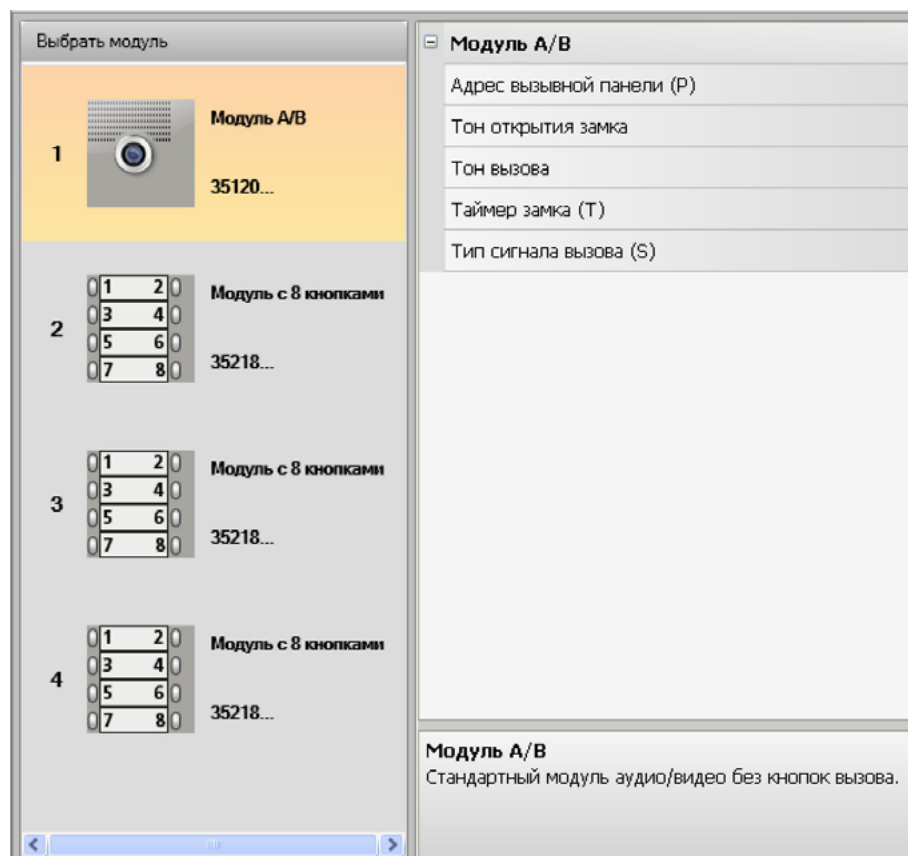 Выбрать модуль
1
Модуль A/B
35120...
2
1 2
3 4
5 6
7 8
Модуль с 8 кнопками
35218...
3
1 2
3 4
5 6
7 8
Модуль с 8 кнопками
35218...
4
1 2
3 4
5 6
7 8
Модуль с 8 кнопками
35218...
Модуль A/B
Адрес вызывной панели (P)
Тон открытия замка
Тон вызова
Таймер замка (T)
Тип сигнала вызова (S)
Модуль A/B
Стандартный модуль аудио/видео без кнопок вызова.